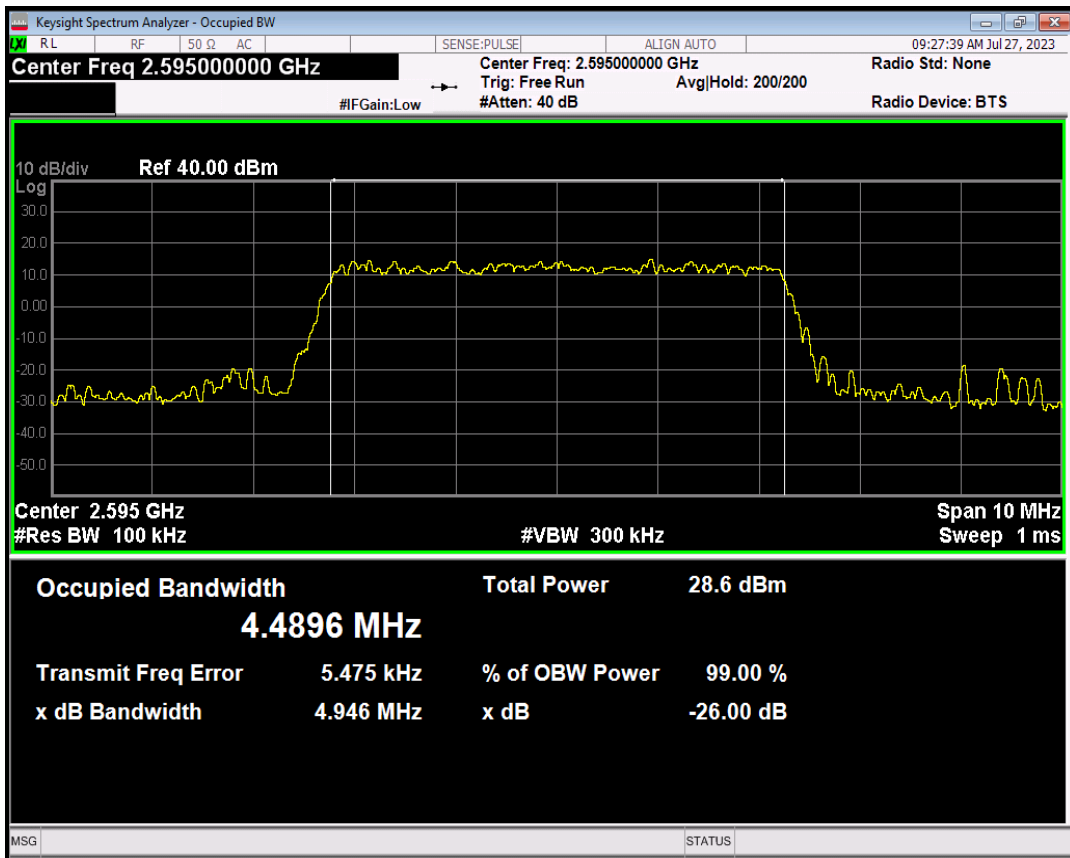 Keysight Spectrum Analyzer - Occupied BW
LXI RL RF 50 Ω AC SENSE:PULSE ALIGN AUTO 09:27:39 AM Jul 27, 2023
Center Freq 2.595000000 GHz Center Freq: 2.595000000 GHz Radio Std: None
Trig: Free Run Avg|Hold: 200/200
#IFGain:Low #Atten: 40 dB Radio Device: BTS
10 dB/div Ref 40.00 dBm
Log
30.0
20.0
10.0
0.00
-10.0
-20.0
-30.0
-40.0
-50.0
Center 2.595 GHz Span 10 MHz
#Res BW 100 kHz #VBW 300 kHz Sweep 1 ms
Occupied Bandwidth Total Power 28.6 dBm
4.4896 MHz
Transmit Freq Error 5.475 kHz % of OBW Power 99.00 %
x dB Bandwidth 4.946 MHz x dB -26.00 dB
MSG STATUS